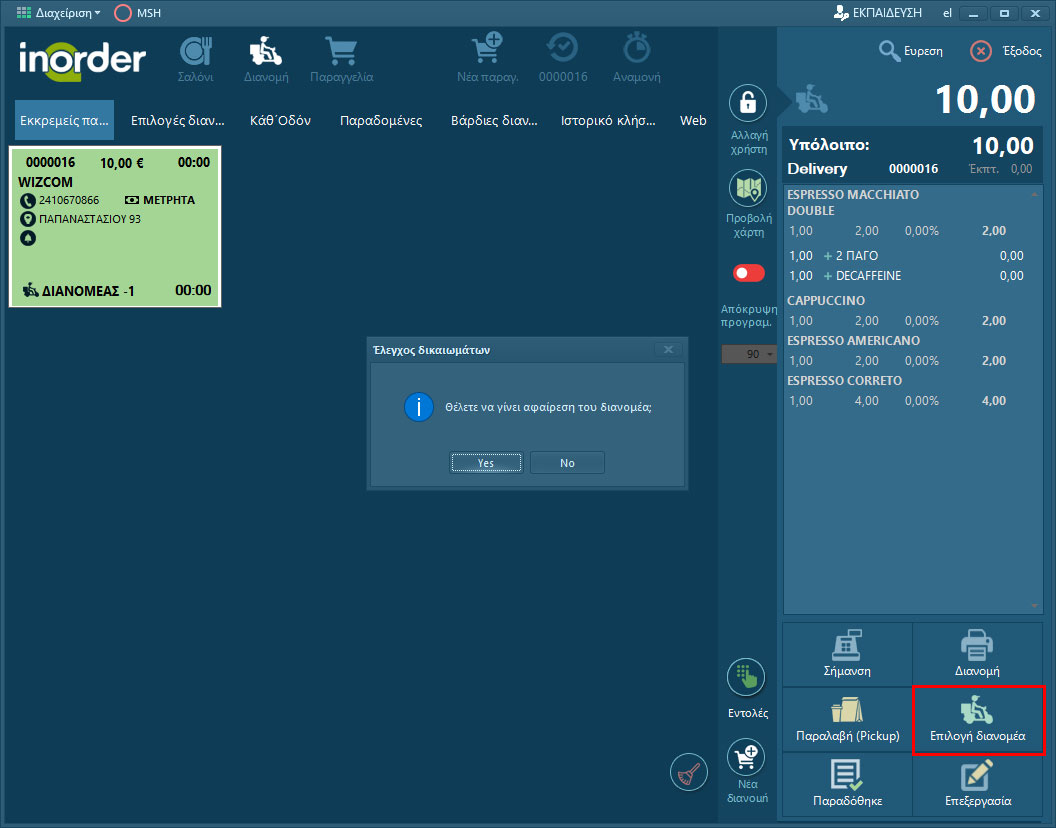 Διαχείριση
MSH
ΕΚΠΑΙΔΕΥΣΗ
el
inorder
Σαλόνι
Διανομή
Παραγγελία
Νέα παραγ.
0000016
Αναμονή
Ευρεση
Έξοδος
Εκκρεμείς πα...
Επιλογές διαν...
Κάθ΄Οδόν
Παραδομένες
Βάρδιες διαν...
Ιστορικό κλήσ...
Web
0000016 10,00 € 00:00
WIZCOM
2410670866 ΜΕΤΡΗΤΑ
ΠΑΠΑΝΑΣΤΑΣΙΟΥ 93
ΔΙΑΝΟΜΕΑΣ -1 00:00
Έλεγχος δικαιωμάτων
Θέλετε να γίνει αφαίρεση του διανομέα;
Yes
No
Αλλαγή
χρήστη
Προβολή
χάρτη
Απόκρυψη
προγραμ.
90
Εντολές
Νέα
διανομή
10,00
Υπόλοιπο: 10,00
Delivery 0000016 Έκπτ. 0,00
ESPRESSO MACCHIATO
DOUBLE
1,00 2,00 0,00% 2,00
1,00 + 2 ΠΑΓΟ 0,00
1,00 + DECAFFEINE 0,00
CAPPUCCINO
1,00 2,00 0,00% 2,00
ESPRESSO AMERICANO
1,00 2,00 0,00% 2,00
ESPRESSO CORRETO
1,00 4,00 0,00% 4,00
Σήμανση
Διανομή
Παραλαβή (Pickup)
Επιλογή διανομέα
Παραδόθηκε
Επεξεργασία